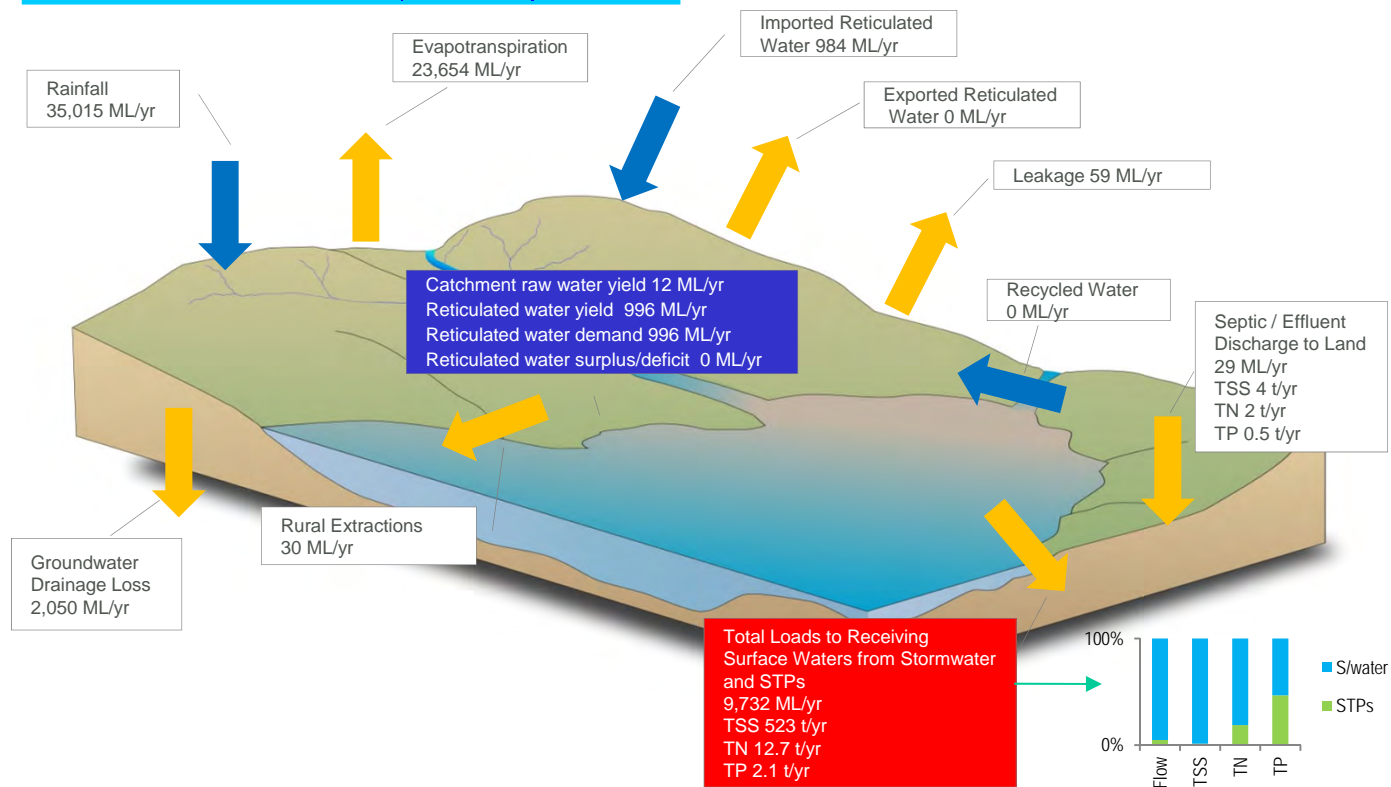 Imported Reticulated
Water 984 ML/yr
Evapotranspiration
23,654 ML/yr
Rainfall
35,015 ML/yr
Exported Reticulated
Water 0 ML/yr
Leakage 59 ML/yr
Catchment raw water yield 12 ML/yr
Reticulated water yield 996 ML/yr
Reticulated water demand 996 ML/yr
Reticulated water surplus/deficit 0 ML/yr
Recycled Water
0 ML/yr
Septic / Effluent
Discharge to Land
29 ML/yr
TSS 4 t/yr
TN 2 t/yr
TP 0.5 t/yr
Rural Extractions
30 ML/yr
Groundwater
Drainage Loss
2,050 ML/yr
Total Loads to Receiving
Surface Waters from Stormwater
and STPs
9,732 ML/yr
TSS 523 t/yr
TN 12.7 t/yr
TP 2.1 t/yr
100%
0%
Flow
TSS
TN
TP
S/water
STPs